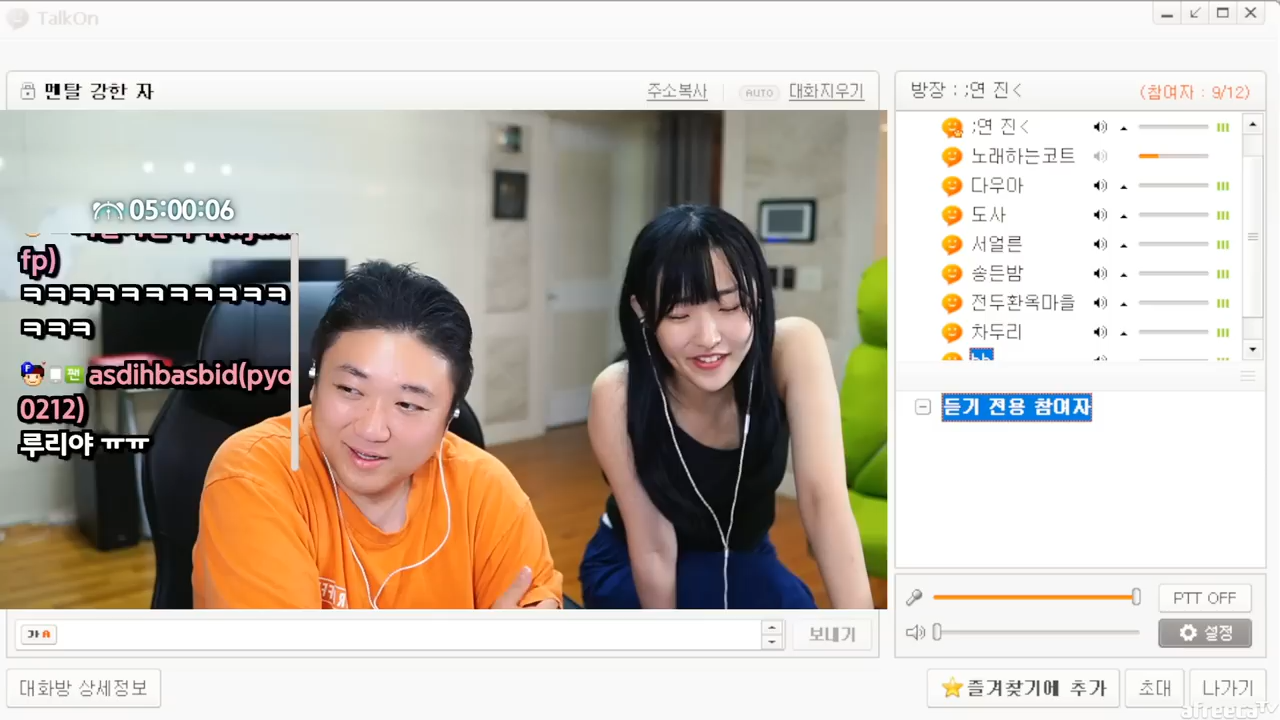 TalkOn
멘탈 강한 자
주소복사
AUTO
대화지우기
방장 : ;연 진<
(참여자 : 9/12)
;연 진<
노래하는코트
다우아
도사
서얼른
송든밤
전두환옥마을
차두리
05:00:06
fp)
ㅋㅋㅋㅋㅋㅋㅋㅋㅋㅋㅋ
ㅋㅋㅋ
팬 asdihbasbid(pyo
0212)
루리야 ㅠㅠ
듣기 전용 참여자
PTT OFF
설정
가A
보내기
대화방 상세정보
즐겨찾기에 추가
초대
나가기
afreecaTV